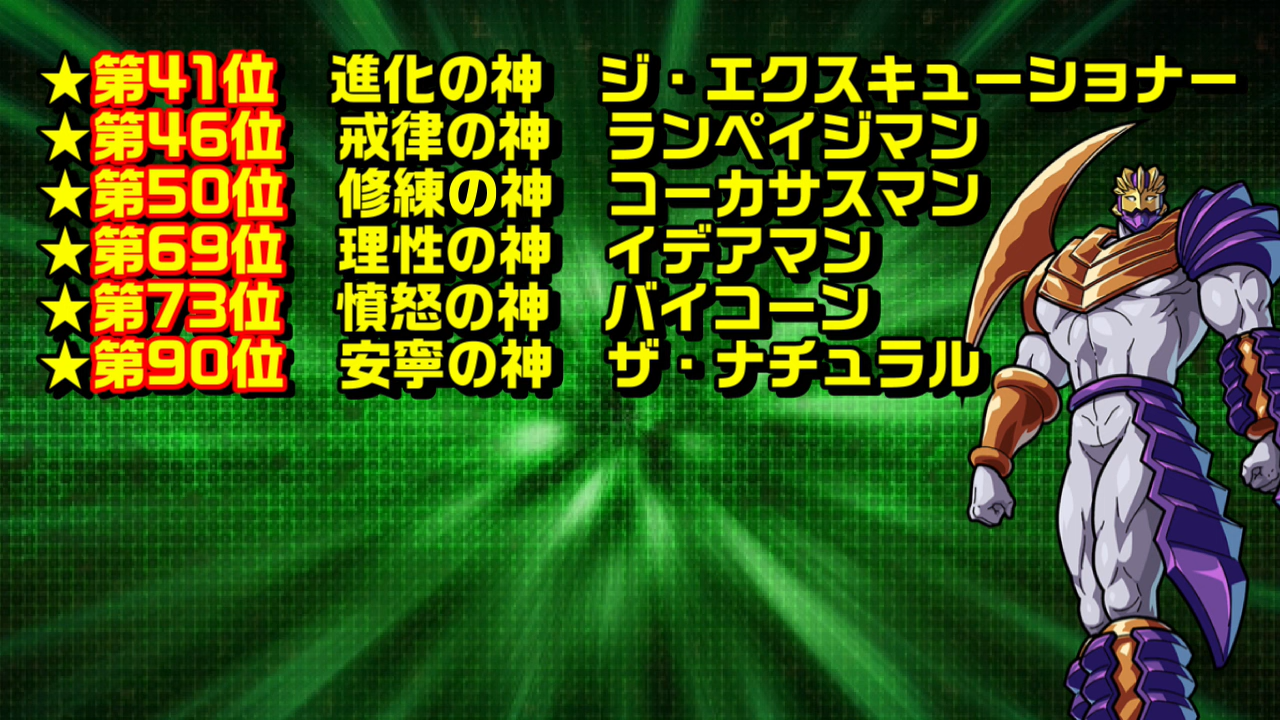 ★第41位 進化の神 ジ・エクスキューショナー
★第46位 戒律の神 ランペイジマン
★第50位 修練の神 コーカサスマン
★第69位 理性の神 イデアマン
★第73位 憤怒の神 バイコーン
★第90位 安寧の神 ザ・ナチュラル